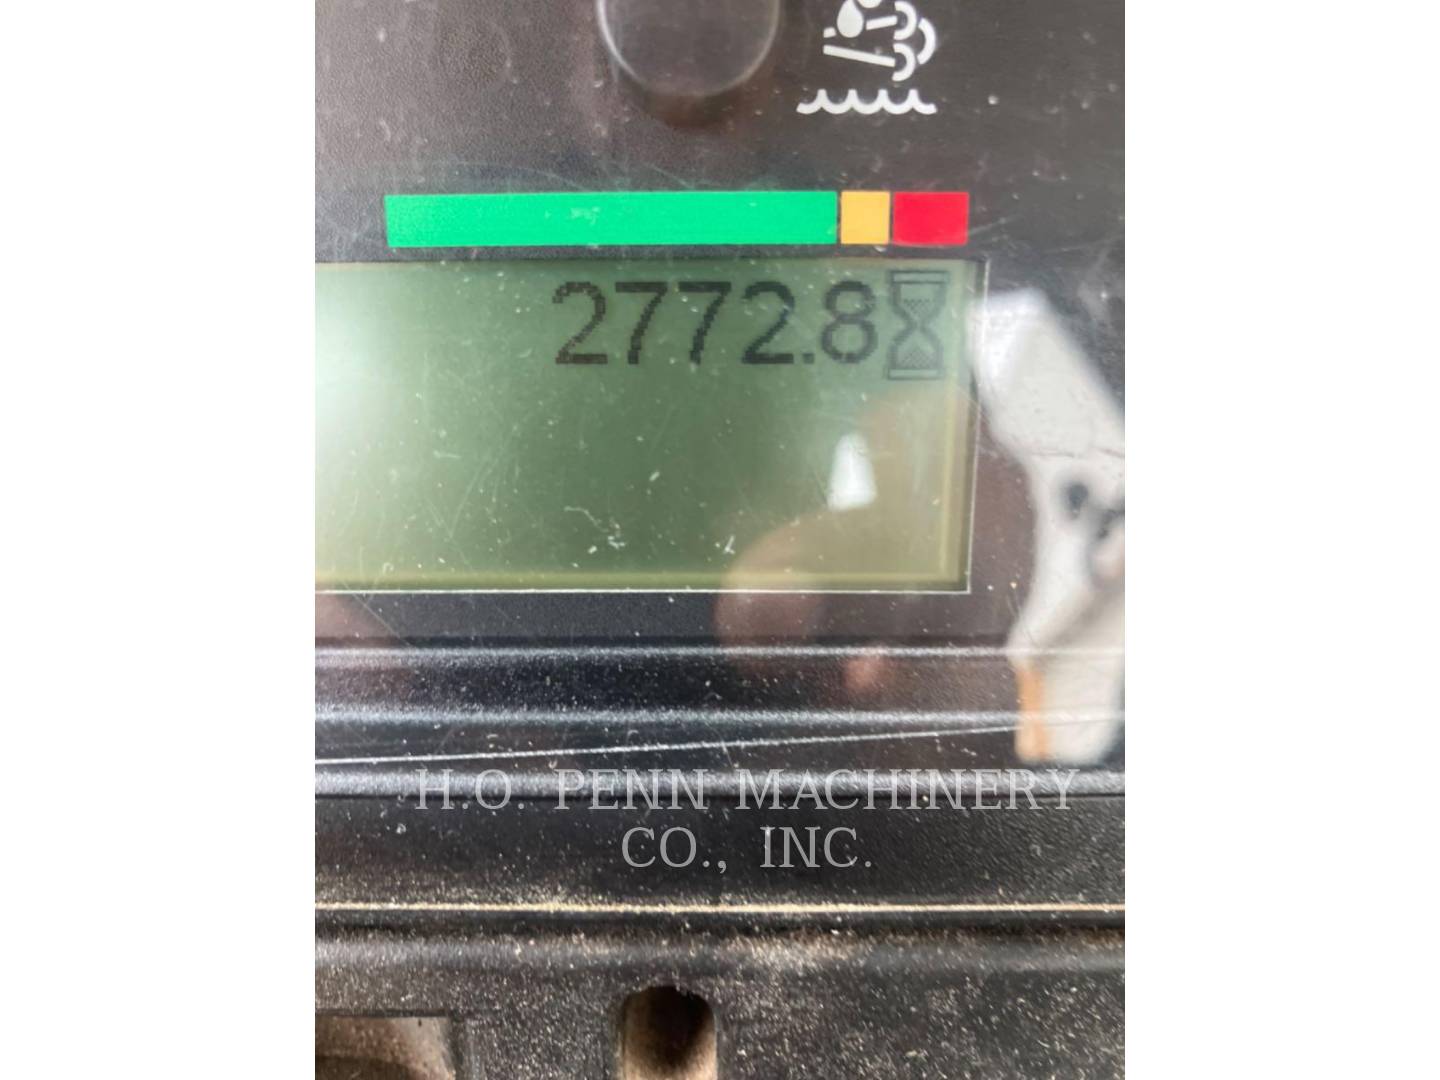 2772.8
H.O. PENN MACHINERY
CO., INC.